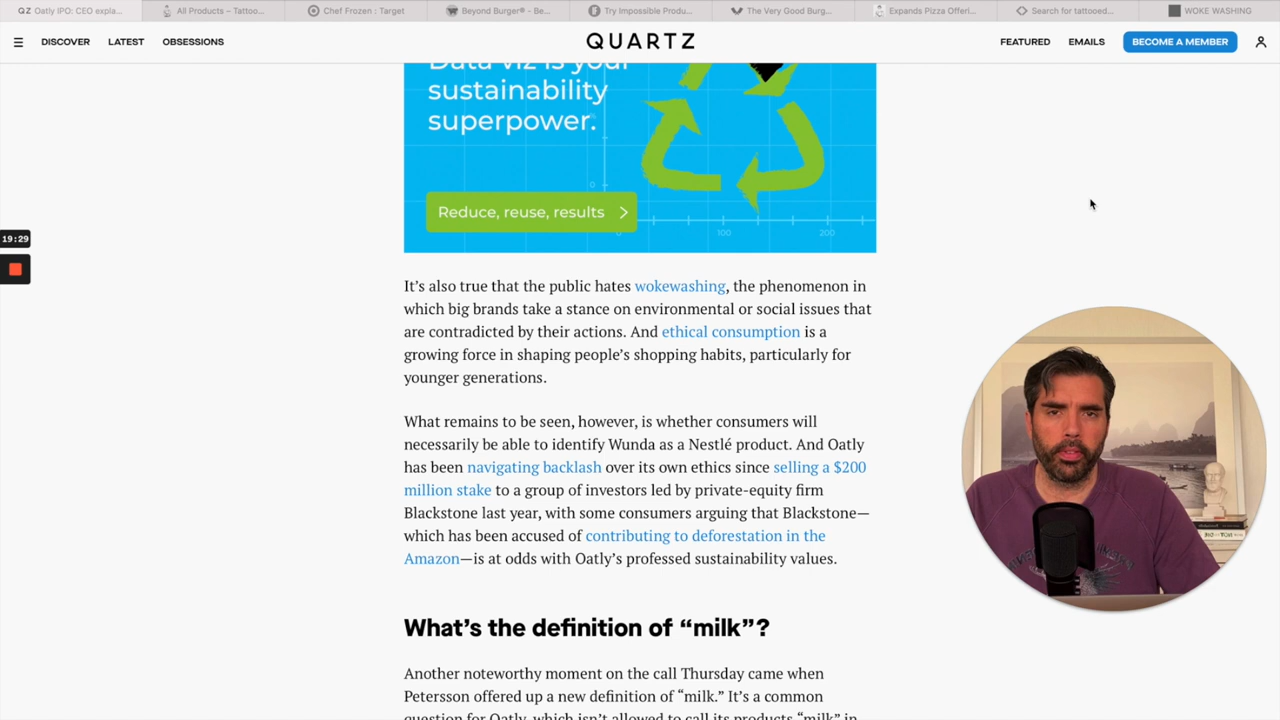 QZ Oatly IPO: CEO expla...
All Products – Tattoo...
Chef Frozen : Target
Beyond Burger® - Be...
Try Impossible Produ...
The Very Good Burg...
Expands Pizza Offeri...
Search for tattooed...
WOKE WASHING
DISCOVER
LATEST
OBSESSIONS
QUARTZ
FEATURED
EMAILS
BECOME A MEMBER
Data viz is your
sustainability
superpower.
Reduce, reuse, results
0
0
100
200
19:29
It’s also true that the public hates wokewashing, the phenomenon in
which big brands take a stance on environmental or social issues that
are contradicted by their actions. And ethical consumption is a
growing force in shaping people’s shopping habits, particularly for
younger generations.
What remains to be seen, however, is whether consumers will
necessarily be able to identify Wunda as a Nestlé product. And Oatly
has been navigating backlash over its own ethics since selling a $200
million stake to a group of investors led by private-equity firm
Blackstone last year, with some consumers arguing that Blackstone—
which has been accused of contributing to deforestation in the
Amazon—is at odds with Oatly’s professed sustainability values.
What’s the definition of “milk”?
Another noteworthy moment on the call Thursday came when
Petersson offered up a new definition of “milk.” It’s a common
question for Oatly, which isn’t allowed to call its products “milk” in